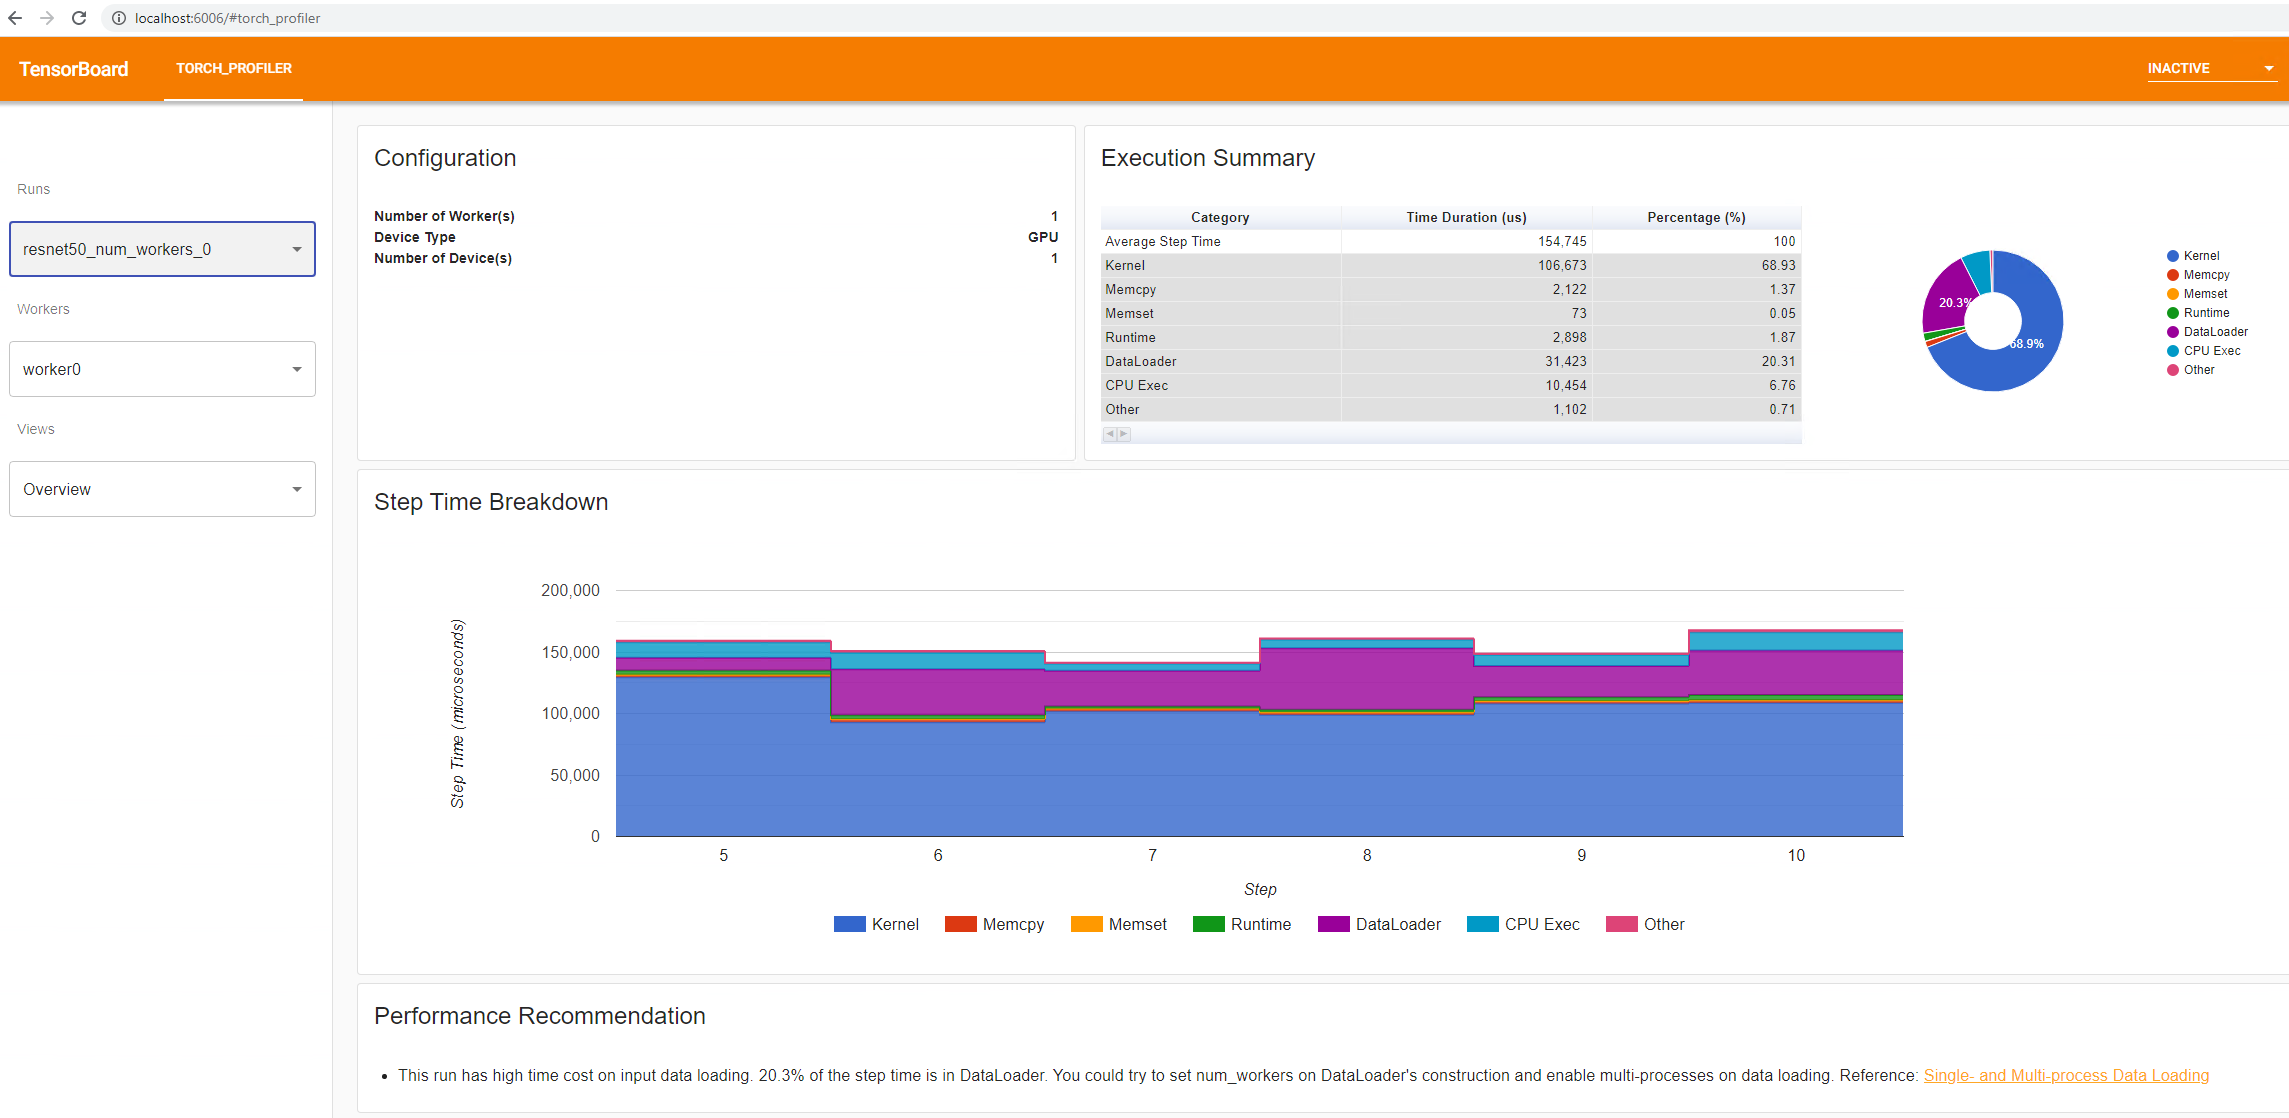 localhost:6006/#torch_profiler
TensorBoard TORCH_PROFILER INACTIVE
Runs
resnet50_num_workers_0
Workers
worker0
Views
Overview
Configuration
Number of Worker(s) 1
Device Type GPU
Number of Device(s) 1
Execution Summary
Category Time Duration (us) Percentage (%)
Average Step Time 154,745 100
Kernel 106,673 68.93
Memcpy 2,122 1.37
Memset 73 0.05
Runtime 2,898 1.87
DataLoader 31,423 20.31
CPU Exec 10,454 6.76
Other 1,102 0.71
20.3%
68.9%
Kernel
Memcpy
Memset
Runtime
DataLoader
CPU Exec
Other
Step Time Breakdown
Step Time (microseconds)
200,000
150,000
100,000
50,000
0
5 6 7 8 9 10
Step
Kernel Memcpy Memset Runtime DataLoader CPU Exec Other
Performance Recommendation
• This run has high time cost on input data loading. 20.3% of the step time is in DataLoader. You could try to set num_workers on DataLoader's construction and enable multi-processes on data loading. Reference: Single- and Multi-process Data Loading